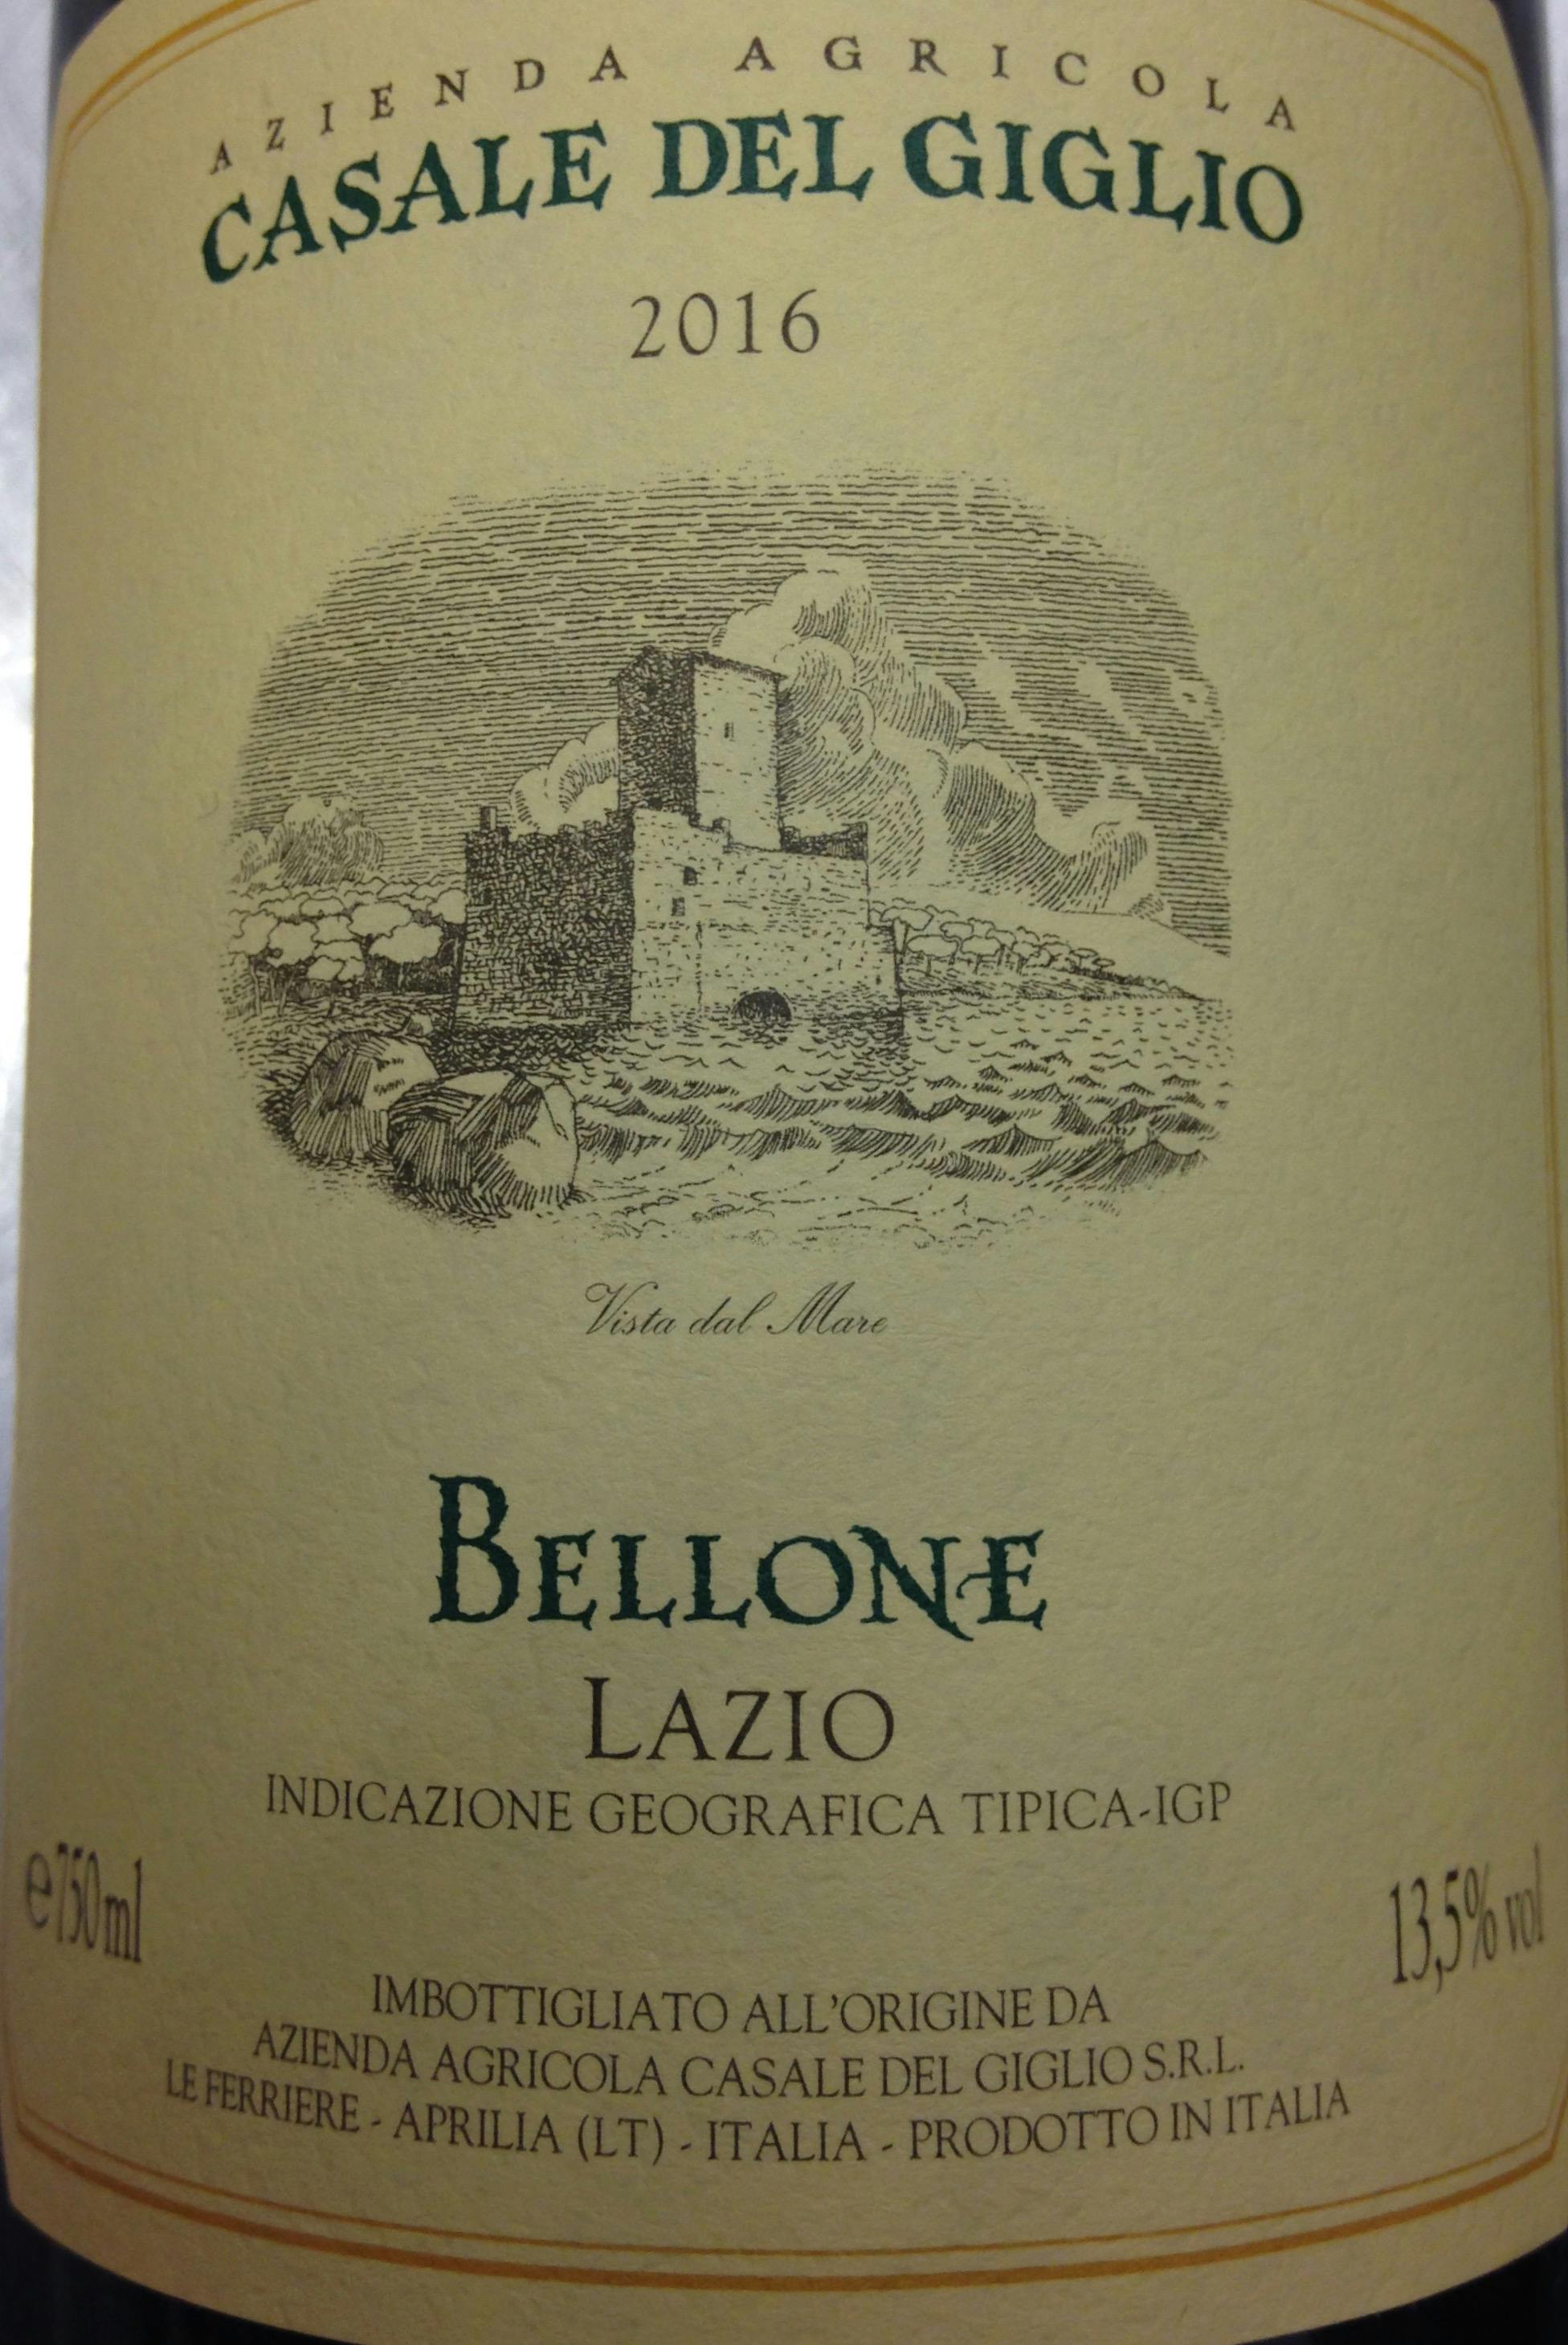 AZIENDA AGRICOLA
CASALE DEL GIGLIO
2016
Vista dal Mare
BELLONE
LAZIO
INDICAZIONE GEOGRAFICA TIPICA-IGP
e750ml
13,5% vol
IMBOTTIGLIATO ALL'ORIGINE DA
AZIENDA AGRICOLA CASALE DEL GIGLIO S.R.L.
LE FERRIERE - APRILIA (LT) - ITALIA - PRODOTTO IN ITALIA